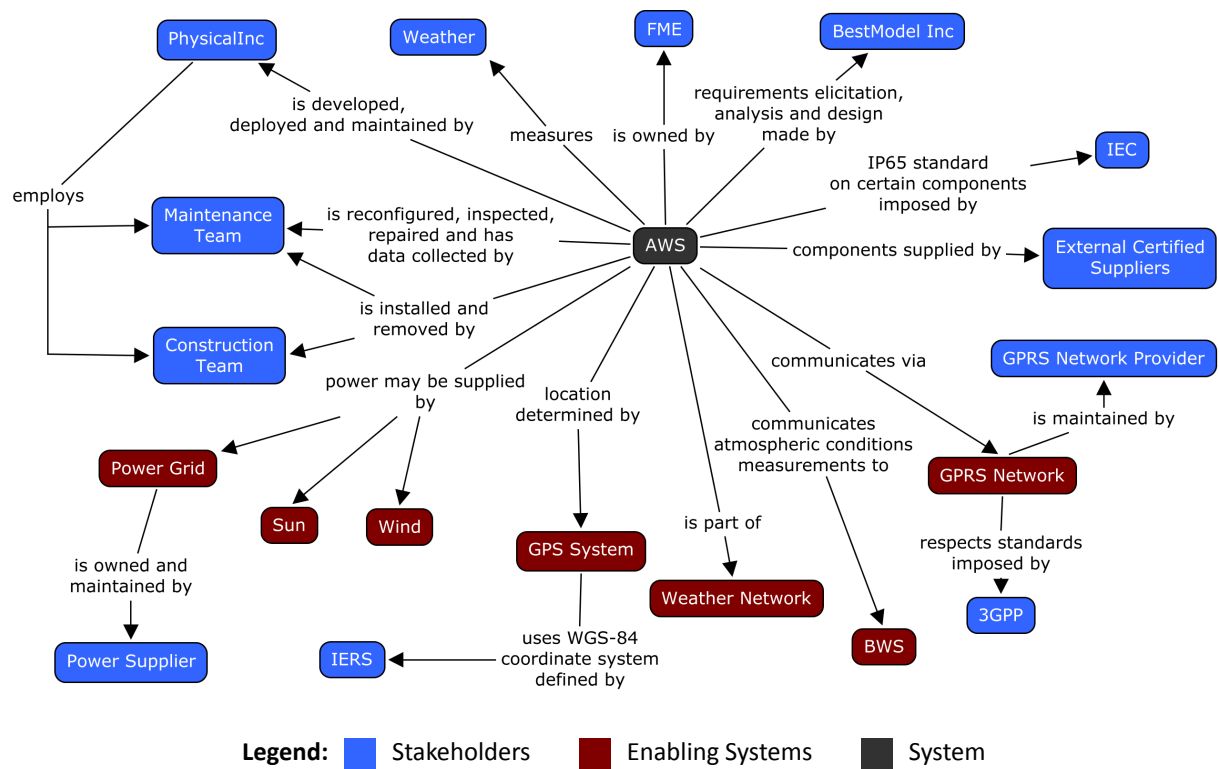 PhysicalInc
Weather
FME
BestModel Inc
is developed,
deployed and maintained by
measures
is owned by
requirements elicitation,
analysis and design
made by
IEC
IP65 standard
on certain components
imposed by
employs
Maintenance
Team
is reconfigured, inspected,
repaired and has
data collected by
AWS
components supplied by
External Certified
Suppliers
is installed and
removed by
Construction
Team
communicates via
GPRS Network Provider
power may be supplied
by
location
determined by
is maintained by
communicates
atmospheric conditions
measurements to
Power Grid
GPRS Network
Sun
Wind
is part of
GPS System
respects standards
imposed by
is owned and
maintained by
Weather Network
3GPP
Power Supplier
IERS
uses WGS-84
coordinate system
defined by
BWS
Legend: Stakeholders Enabling Systems System